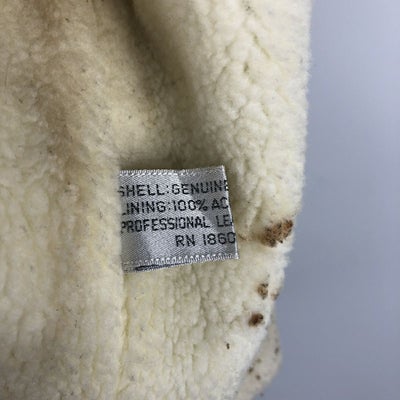 SHELL:GENUINE
LINING:100% AC
PROFESSIONAL LE
RN 1860